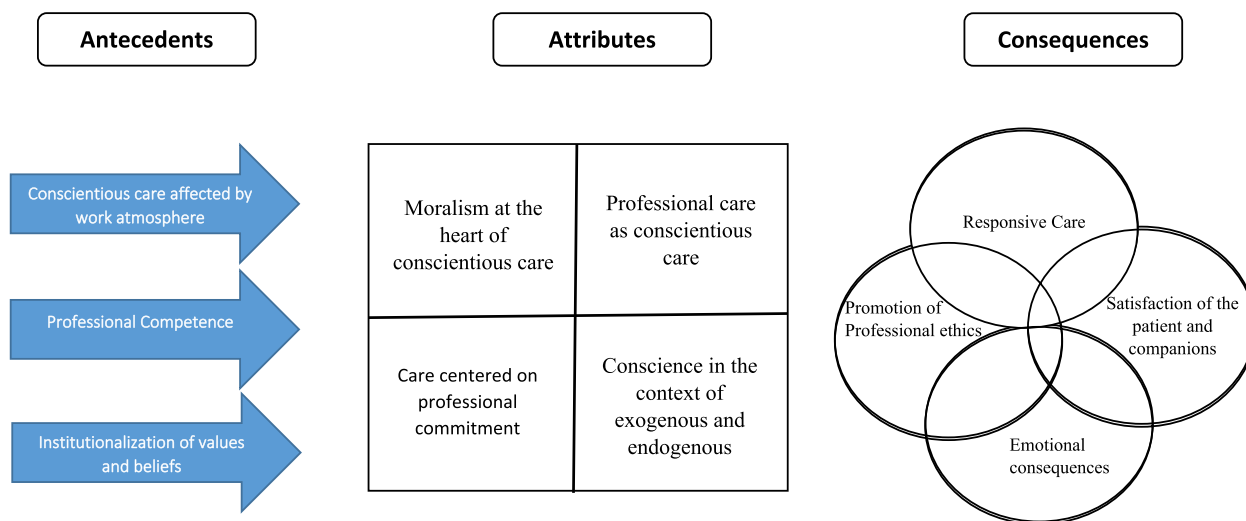 Antecedents
Attributes
Consequences
Conscientious care affected by
work atmosphere
Professional Competence
Institutionalization of values
and beliefs
Moralism at the
heart of
conscientious care
Professional care
as conscientious
care
Care centered on
professional
commitment
Conscience in the
context of
exogenous and
endogenous
Responsive Care
Promotion of
Professional ethics
Satisfaction of the
patient and
companions
Emotional
consequences